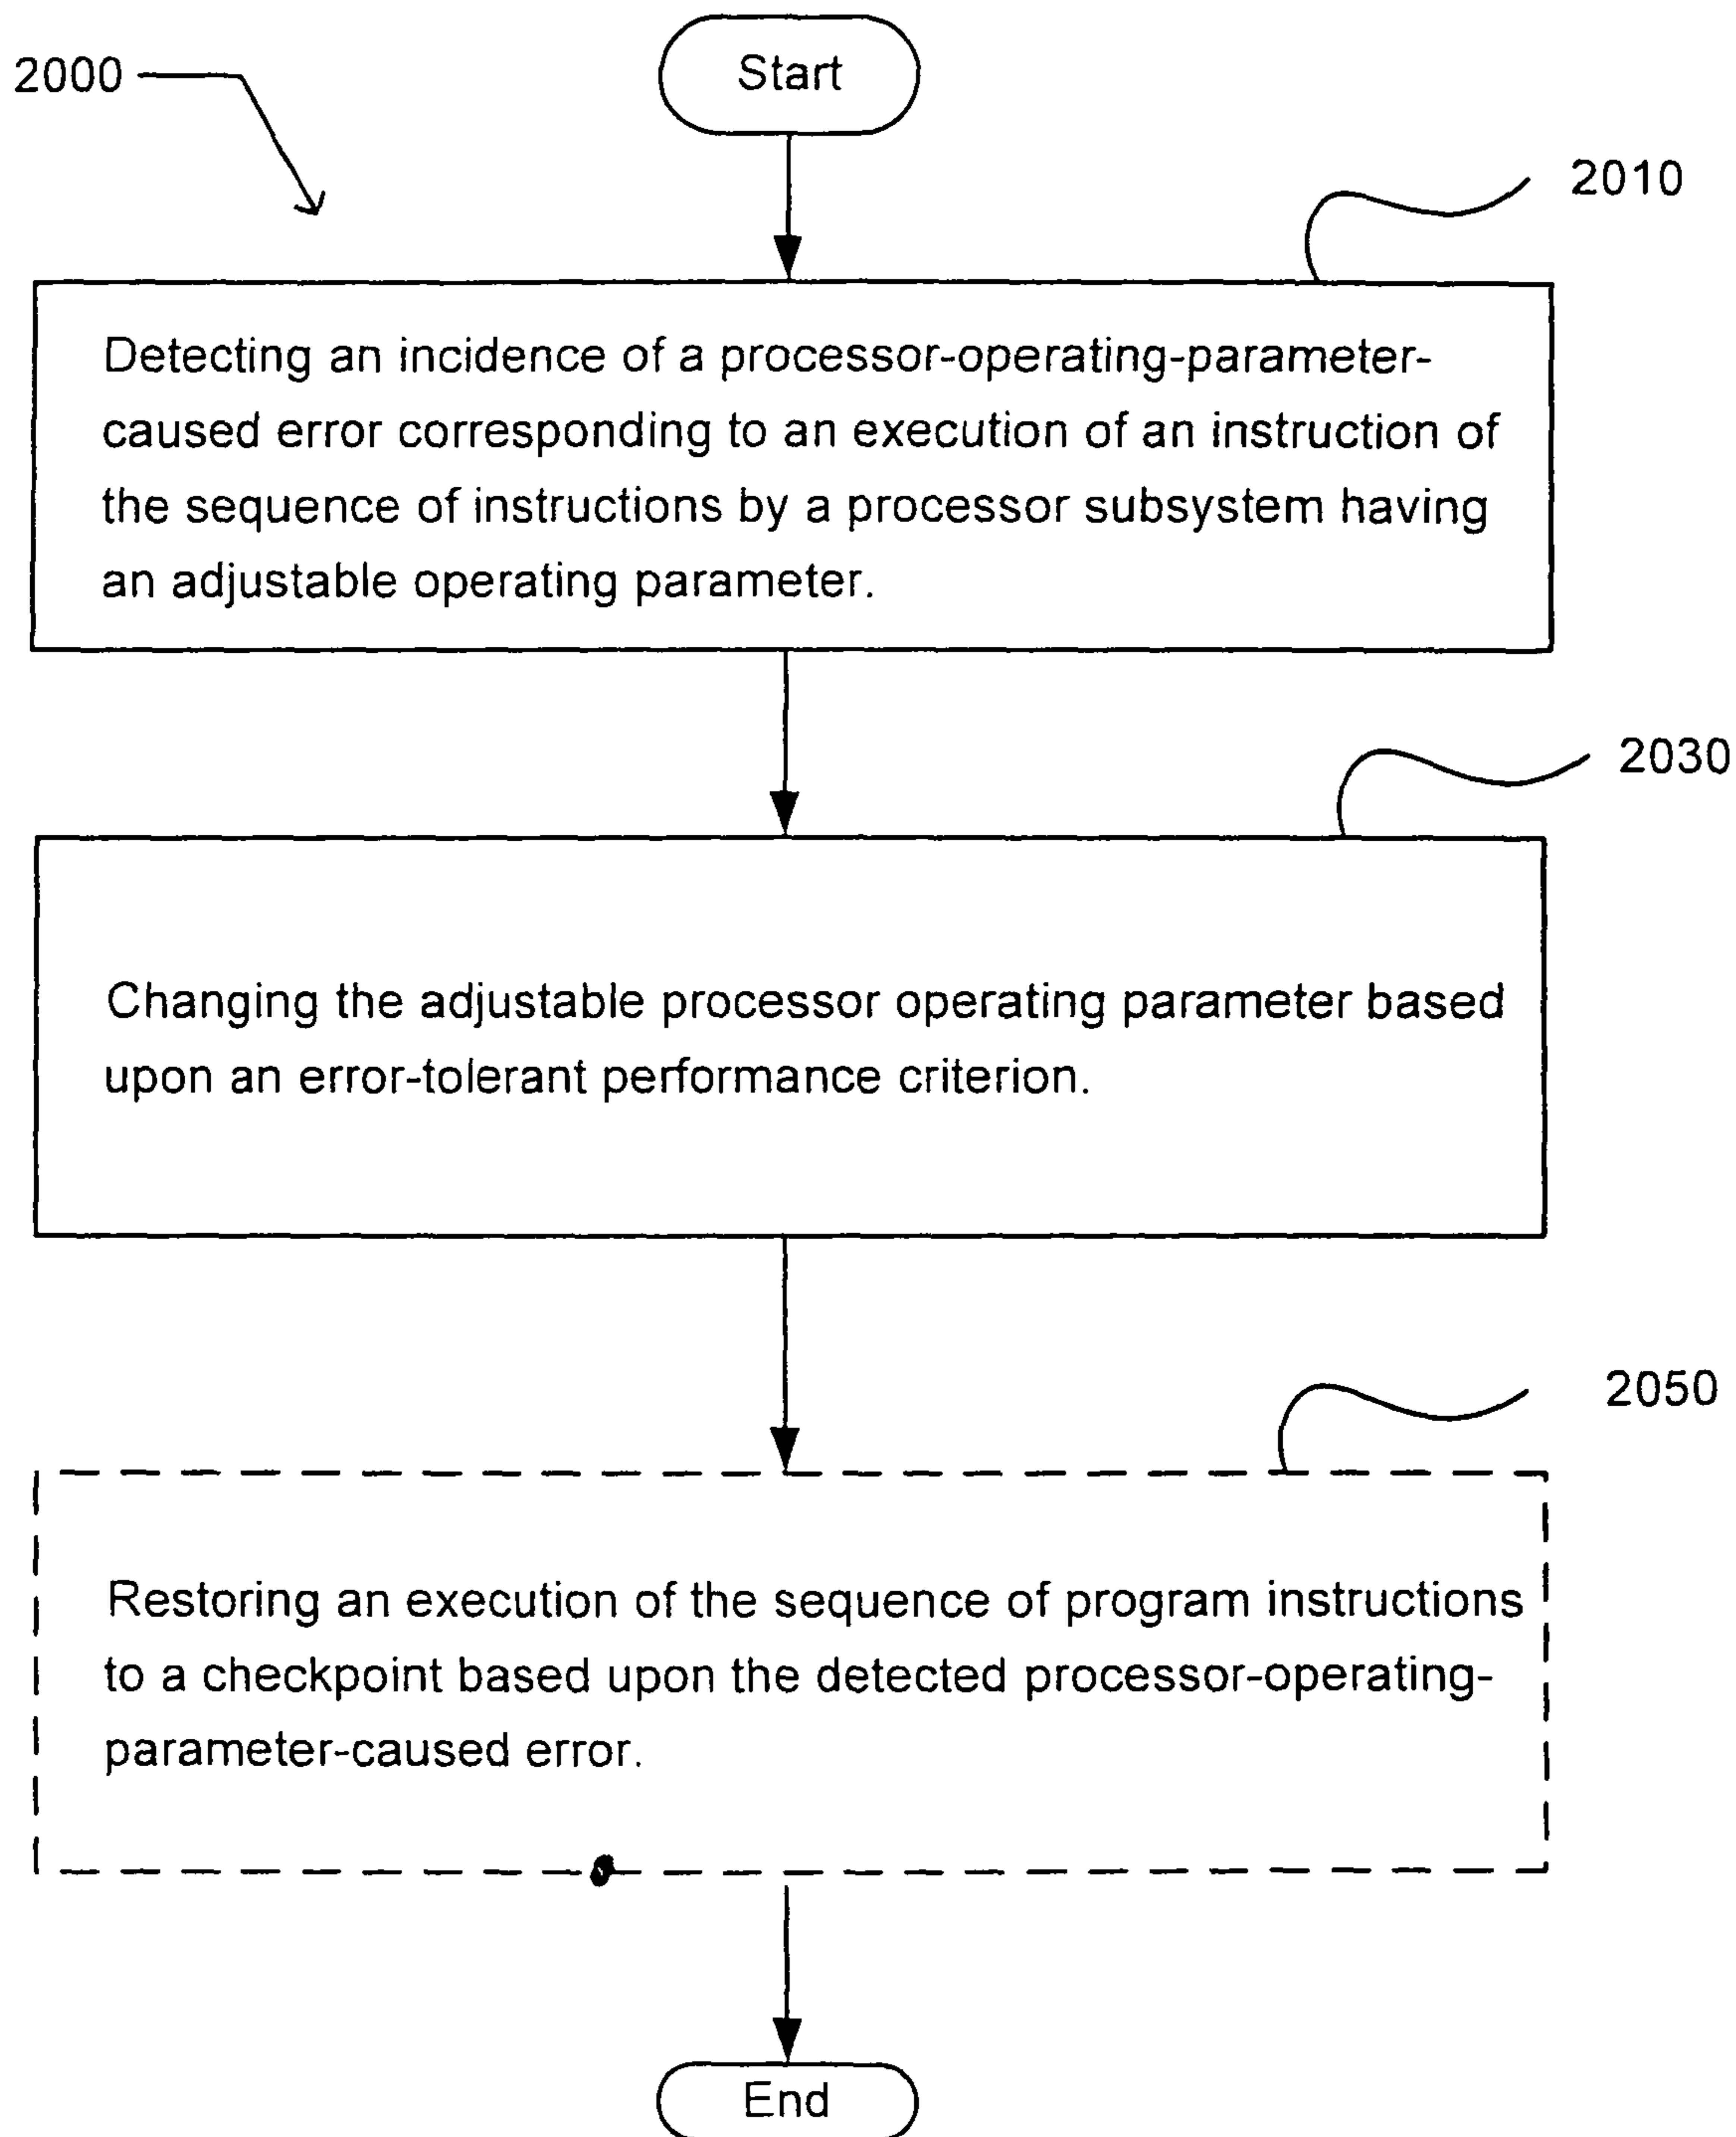 Start
2000
2010
Detecting an incidence of a processor-operating-parameter-
caused error corresponding to an execution of an instruction of
the sequence of instructions by a processor subsystem having
an adjustable operating parameter.
2030
Changing the adjustable processor operating parameter based
upon an error-tolerant performance criterion.
2050
Restoring an execution of the sequence of program instructions
to a checkpoint based upon the detected processor-operating-
parameter-caused error.
End